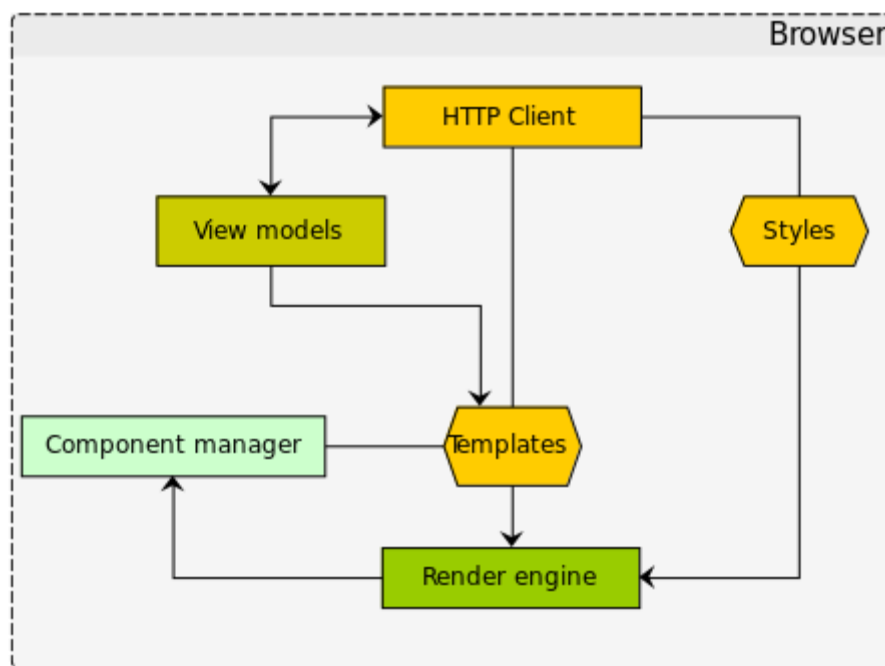 Browser
HTTP Client
View models
Styles
Component manager
Templates
Render engine